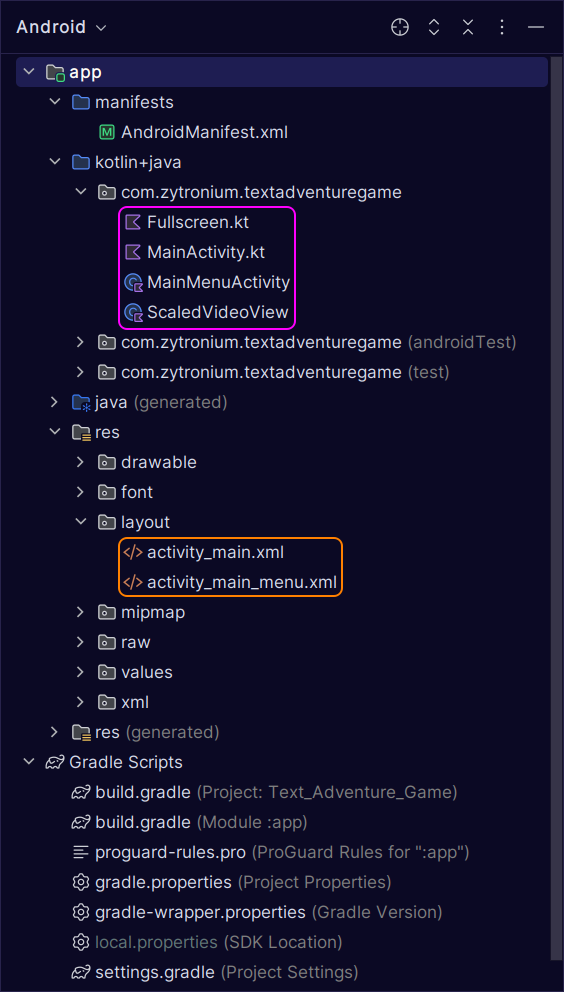 Android
app
manifests
AndroidManifest.xml
kotlin+java
com.zytronium.textadventuregame
Fullscreen.kt
MainActivity.kt
MainMenuActivity
ScaledVideoView
com.zytronium.textadventuregame (androidTest)
com.zytronium.textadventuregame (test)
java (generated)
res
drawable
font
layout
activity_main.xml
activity_main_menu.xml
mipmap
raw
values
xml
res (generated)
Gradle Scripts
build.gradle (Project: Text_Adventure_Game)
build.gradle (Module :app)
proguard-rules.pro (ProGuard Rules for ":app")
gradle.properties (Project Properties)
gradle-wrapper.properties (Gradle Version)
local.properties (SDK Location)
settings.gradle (Project Settings)